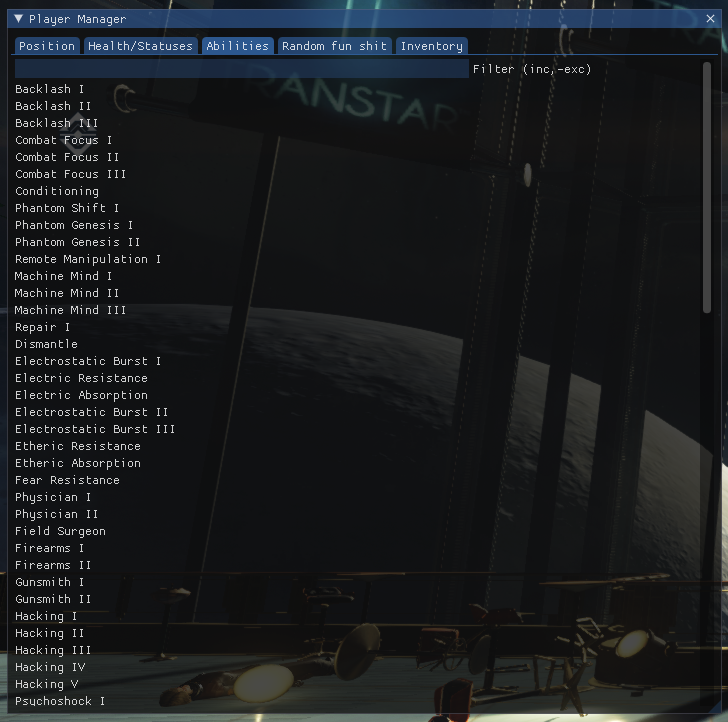 Player Manager
Position Health/Statuses Abilities Random fun shit Inventory
Filter (inc,-exc)
Backlash I
Backlash II
Backlash III
Combat Focus I
Combat Focus II
Combat Focus III
Conditioning
Phantom Shift I
Phantom Genesis I
Phantom Genesis II
Remote Manipulation I
Machine Mind I
Machine Mind II
Machine Mind III
Repair I
Dismantle
Electrostatic Burst I
Electric Resistance
Electric Absorption
Electrostatic Burst II
Electrostatic Burst III
Etheric Resistance
Etheric Absorption
Fear Resistance
Physician I
Physician II
Field Surgeon
Firearms I
Firearms II
Gunsmith I
Gunsmith II
Hacking I
Hacking II
Hacking III
Hacking IV
Hacking V
Psychoshock I
ANSTAR